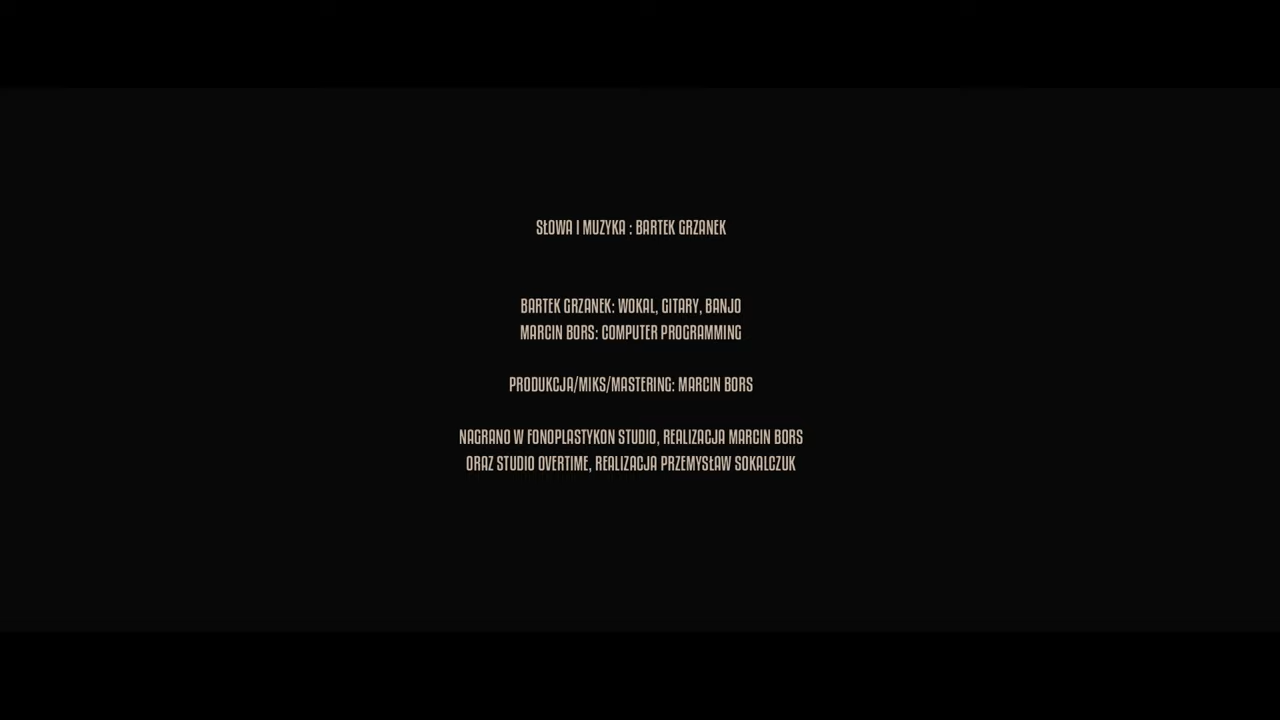 SŁOWA I MUZYKA : BARTEK GRZANEK
BARTEK GRZANEK: WOKAL, GITARY, BANJO
MARCIN BORS: COMPUTER PROGRAMMING
PRODUKCJA/MIKS/MASTERING: MARCIN BORS
NAGRANO W FONOPLASTYKON STUDIO, REALIZACJA MARCIN BORS
ORAZ STUDIO OVERTIME, REALIZACJA PRZEMYSŁAW SOKALCZUK